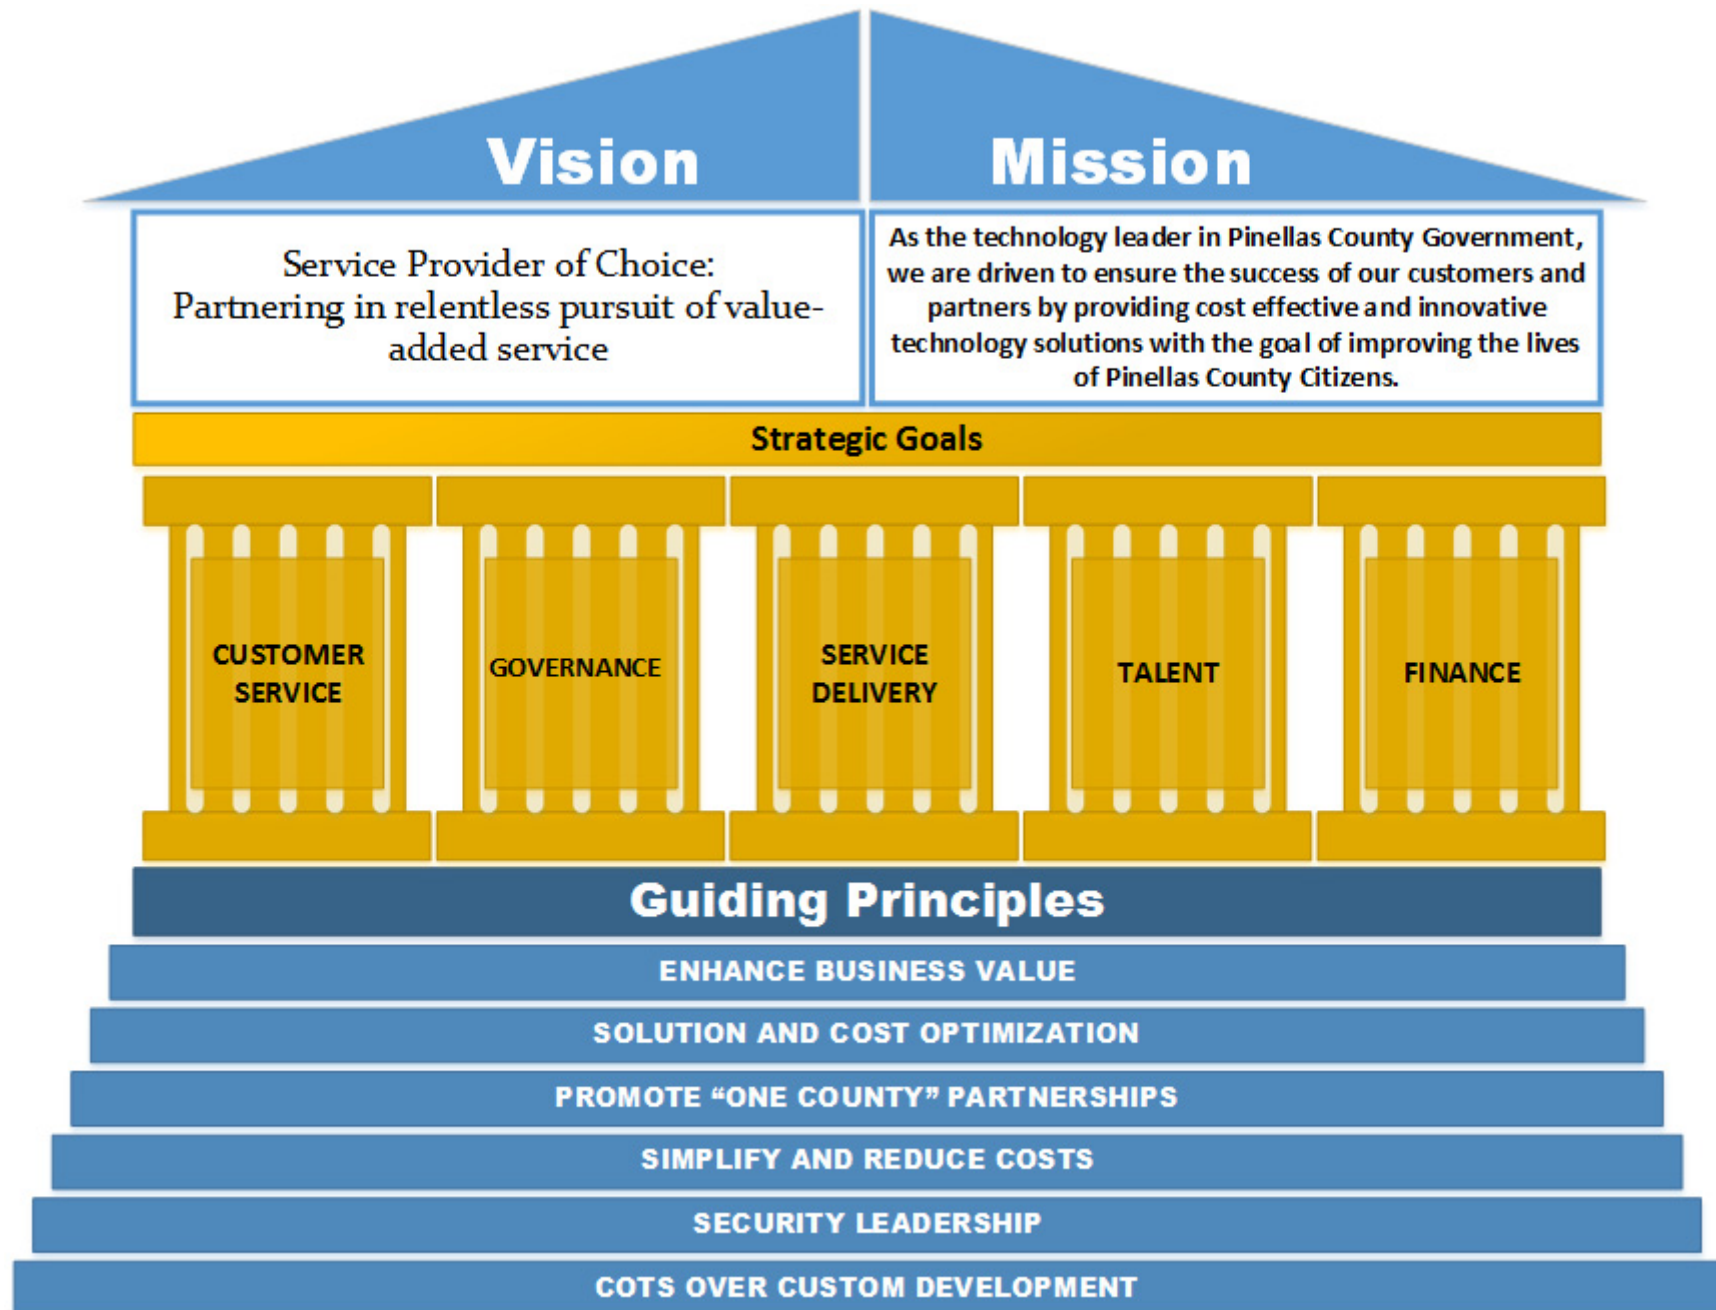 Vision
Mission
Service Provider of Choice:
Partnering in relentless pursuit of value-
added service
As the technology leader in Pinellas County Government,
we are driven to ensure the success of our customers and
partners by providing cost effective and innovative
technology solutions with the goal of improving the lives
of Pinellas County Citizens.
Strategic Goals
CUSTOMER
SERVICE
GOVERNANCE
SERVICE
DELIVERY
TALENT
FINANCE
Guiding Principles
ENHANCE BUSINESS VALUE
SOLUTION AND COST OPTIMIZATION
PROMOTE “ONE COUNTY” PARTNERSHIPS
SIMPLIFY AND REDUCE COSTS
SECURITY LEADERSHIP
COTS OVER CUSTOM DEVELOPMENT